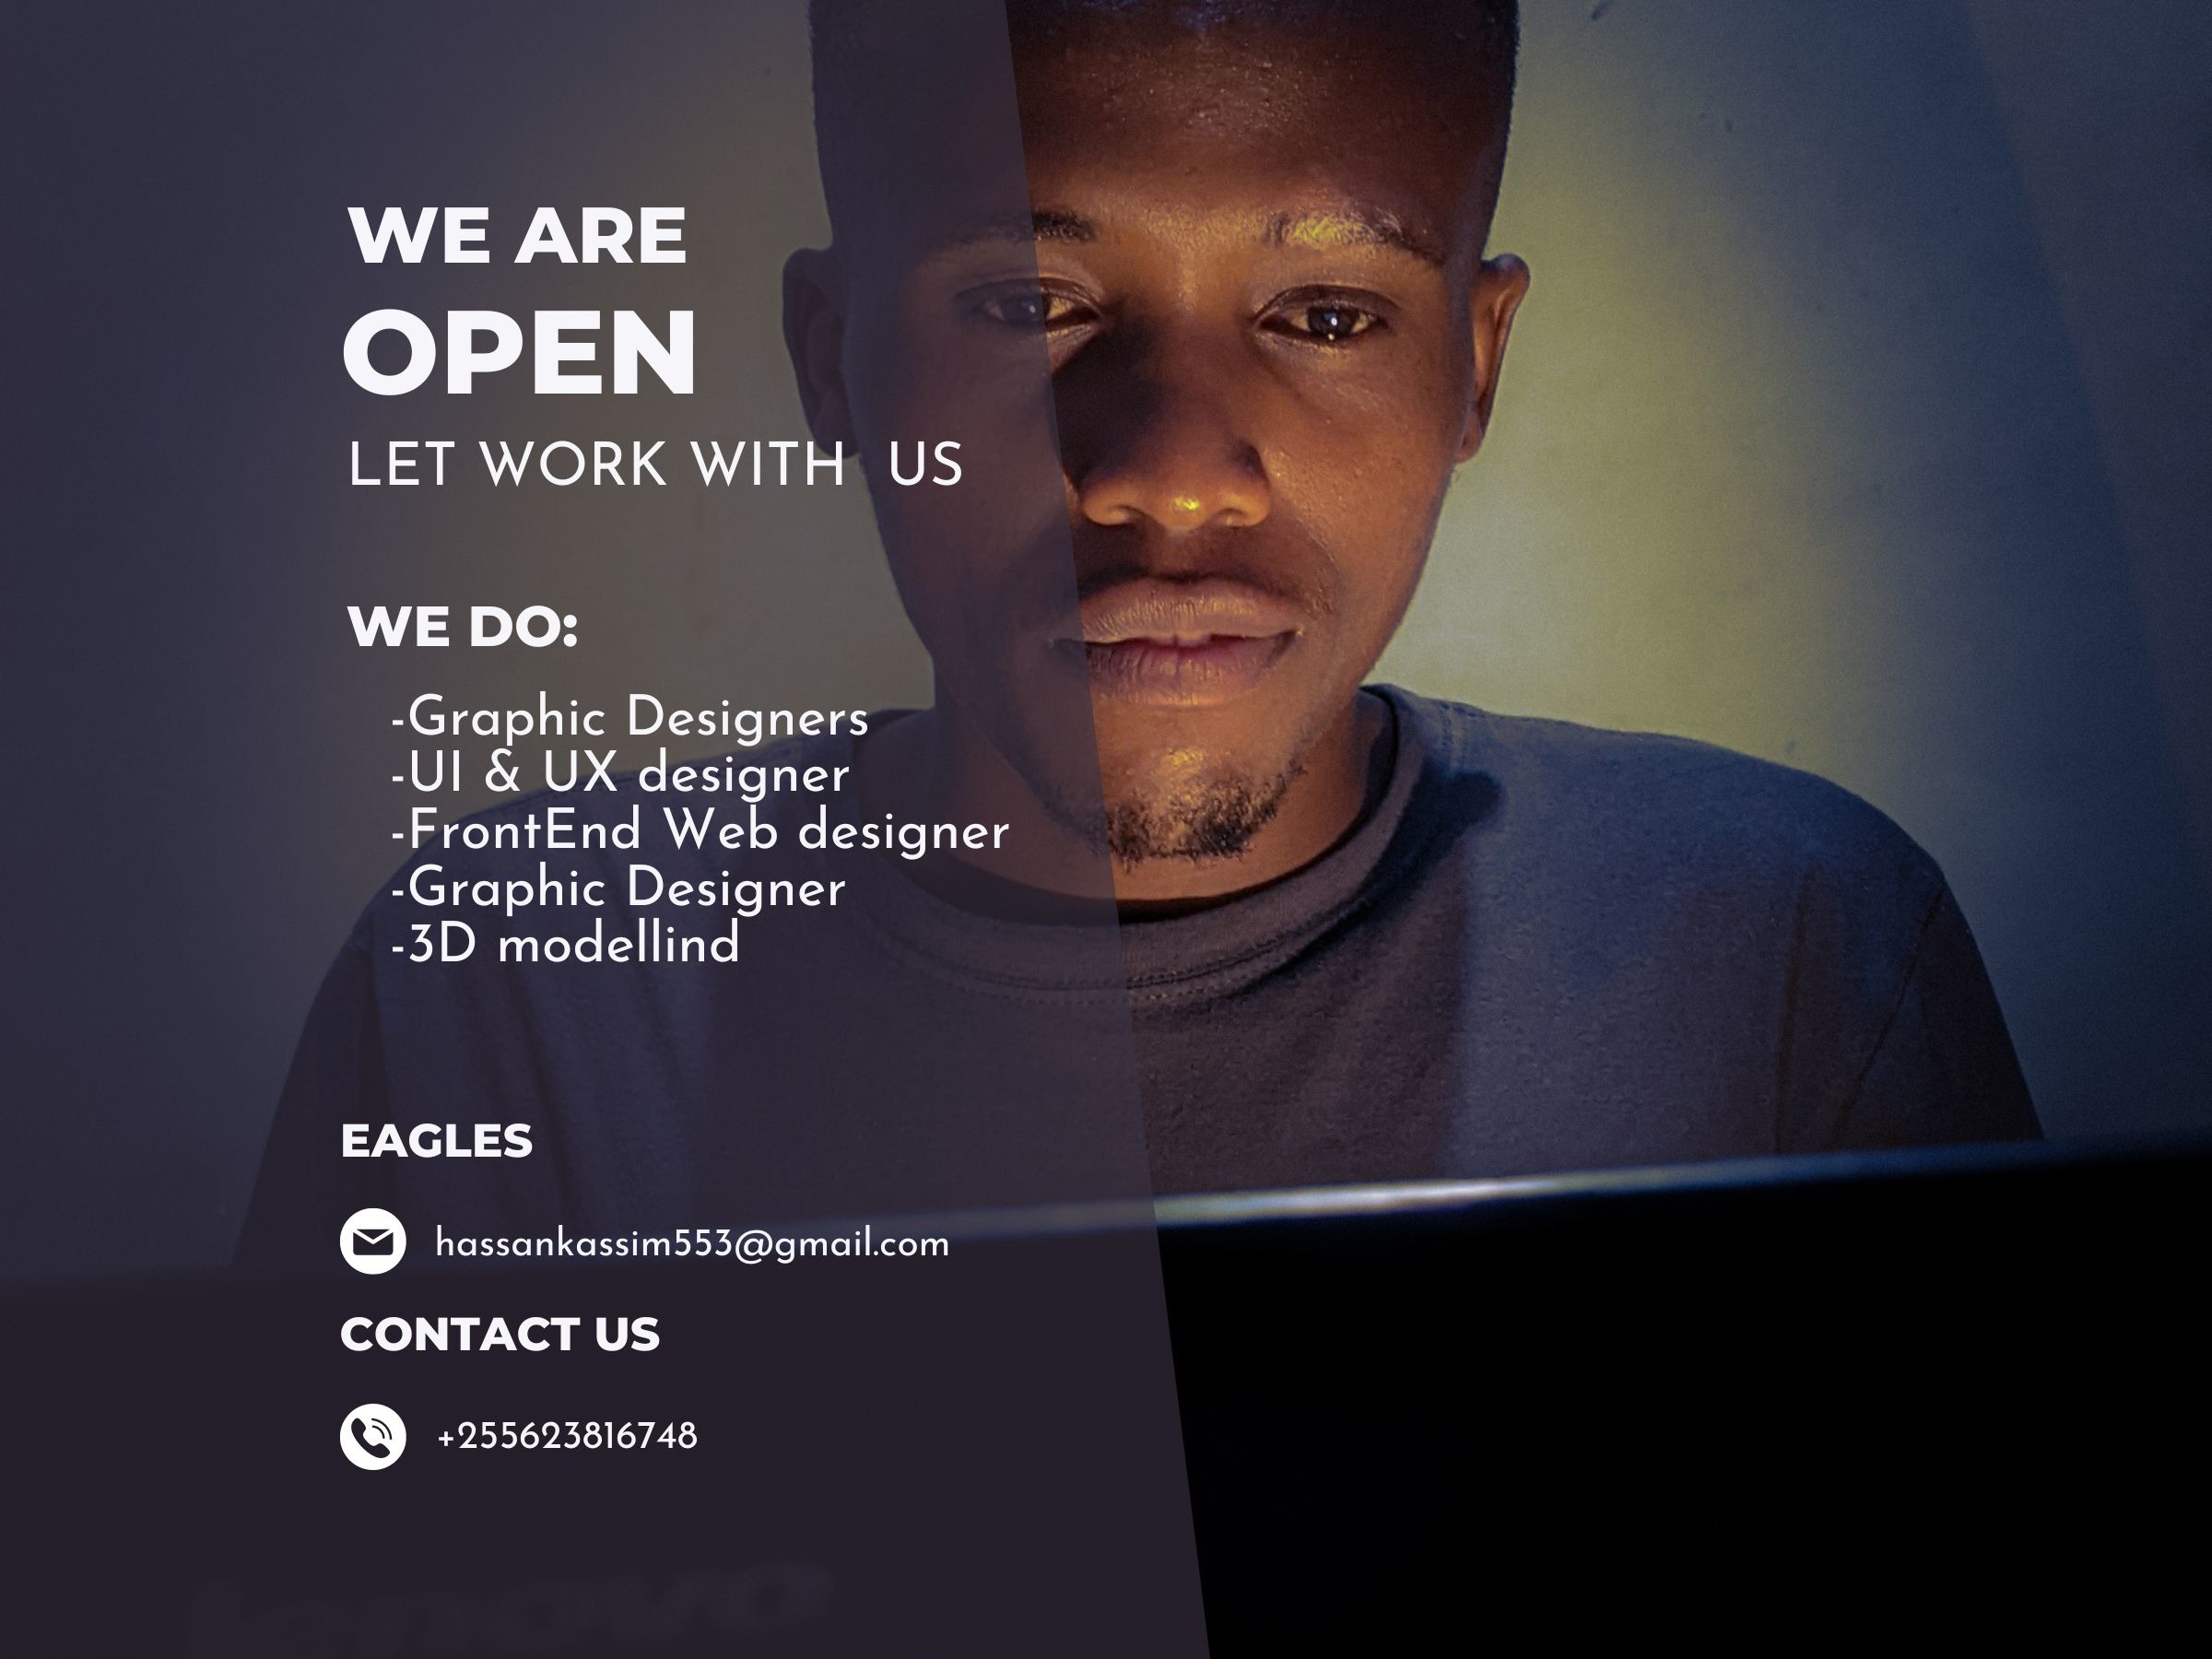 WE ARE
OPEN
LET WORK WITH US
WE DO:
-Graphic Designers
-UI & UX designer
-FrontEnd Web designer
-Graphic Designer
-3D modellind
EAGLES
hassankassim553@gmail.com
CONTACT US
+255623816748
lenovo